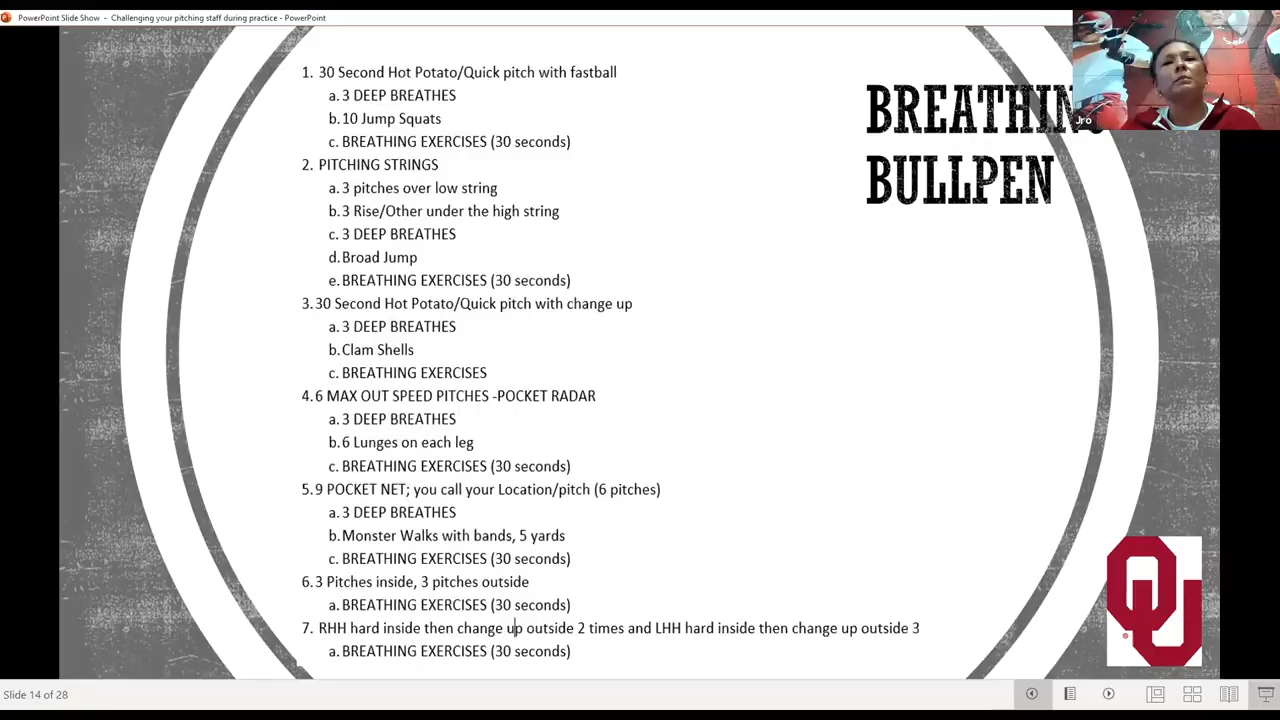 PowerPoint Slide Show - Challenging your pitching staff during practice - PowerPoint
1. 30 Second Hot Potato/Quick pitch with fastball
a. 3 DEEP BREATHES
b. 10 Jump Squats
c. BREATHING EXERCISES (30 seconds)
2. PITCHING STRINGS
a. 3 pitches over low string
b. 3 Rise/Other under the high string
c. 3 DEEP BREATHES
d. Broad Jump
e. BREATHING EXERCISES (30 seconds)
3. 30 Second Hot Potato/Quick pitch with change up
a. 3 DEEP BREATHES
b. Clam Shells
c. BREATHING EXERCISES
4. 6 MAX OUT SPEED PITCHES -POCKET RADAR
a. 3 DEEP BREATHES
b. 6 Lunges on each leg
c. BREATHING EXERCISES (30 seconds)
5. 9 POCKET NET; you call your Location/pitch (6 pitches)
a. 3 DEEP BREATHES
b. Monster Walks with bands, 5 yards
c. BREATHING EXERCISES (30 seconds)
6. 3 Pitches inside, 3 pitches outside
a. BREATHING EXERCISES (30 seconds)
7. RHH hard inside then change up outside 2 times and LHH hard inside then change up outside 3
a. BREATHING EXERCISES (30 seconds)
BREATHING
BULLPEN
Jro
OU
Slide 14 of 28